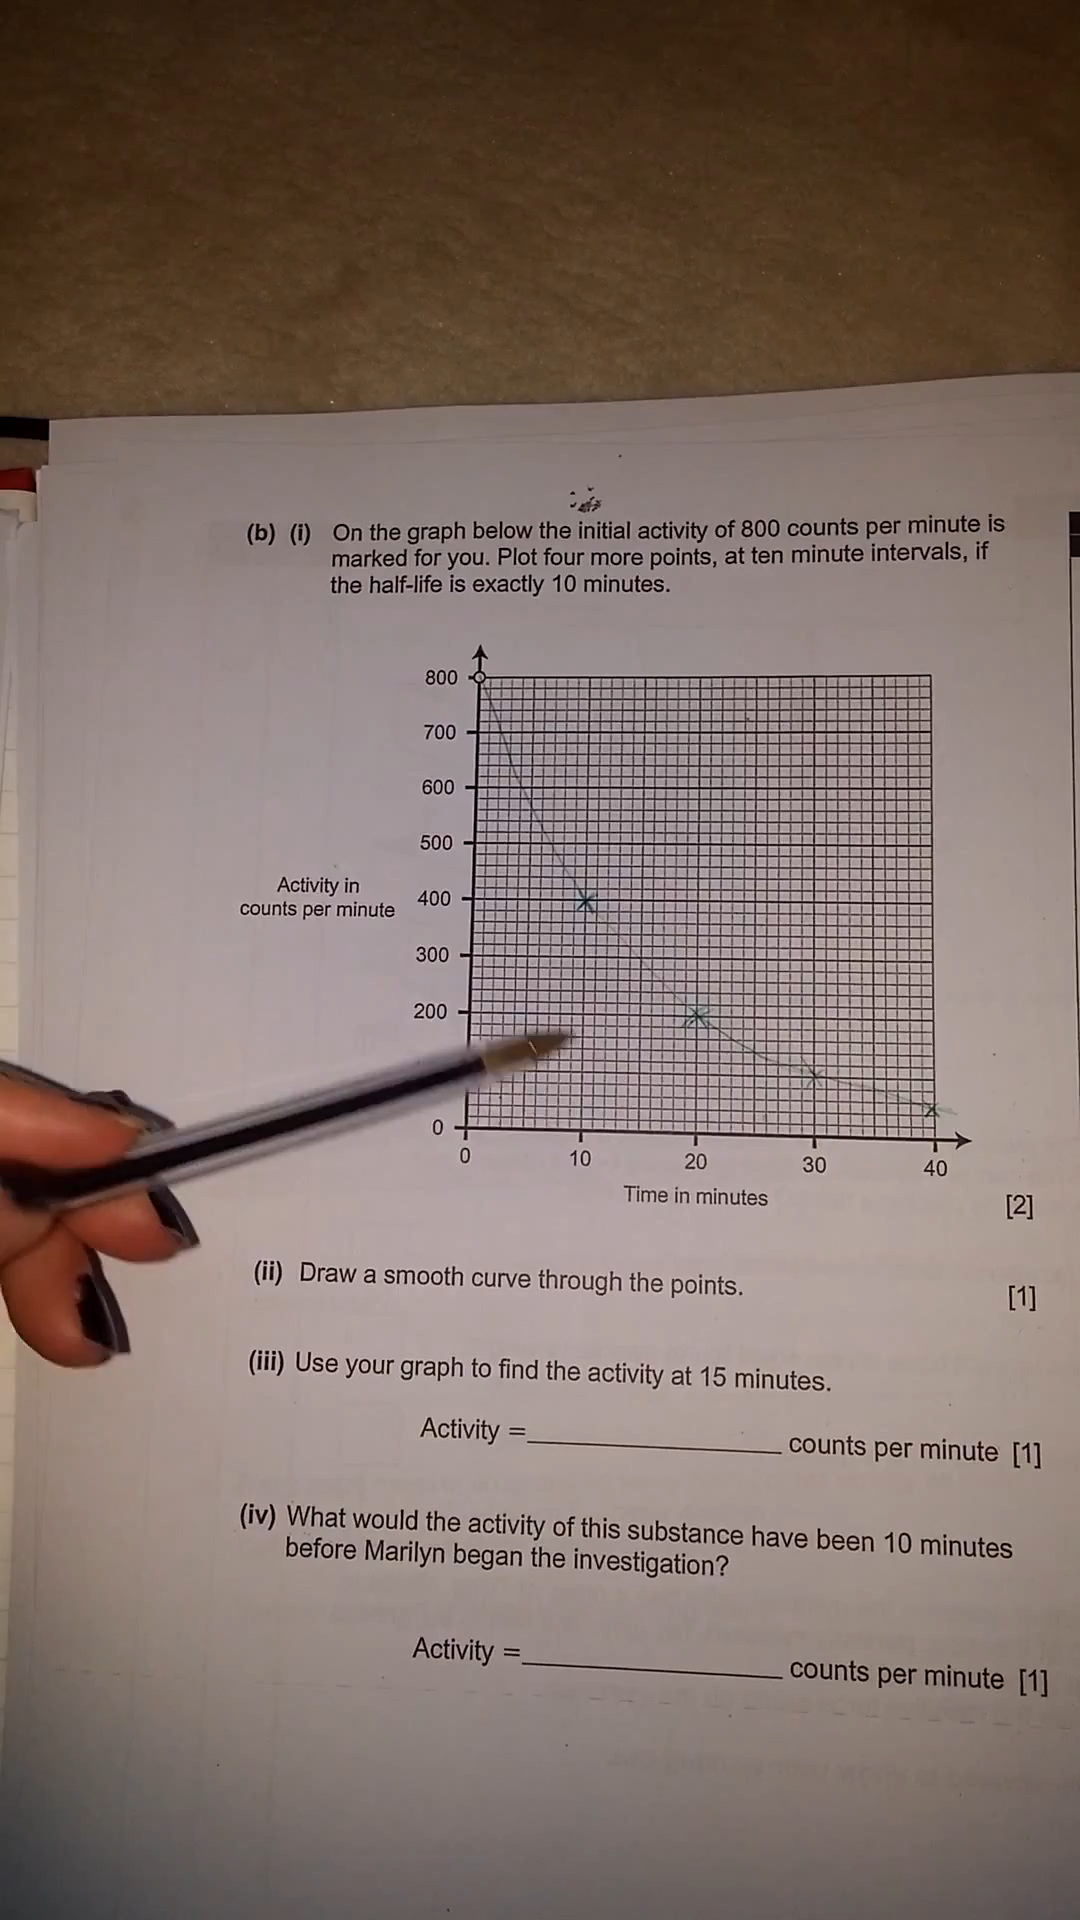 (b) (i) On the graph below the initial activity of 800 counts per minute is
marked for you. Plot four more points, at ten minute intervals, if
the half-life is exactly 10 minutes.
800
700
600
500
400
300
200
0
Activity in
counts per minute
0 10 20 30 40
Time in minutes
[2]
(ii) Draw a smooth curve through the points.
[1]
(iii) Use your graph to find the activity at 15 minutes.
Activity =______________ counts per minute [1]
(iv) What would the activity of this substance have been 10 minutes
before Marilyn began the investigation?
Activity =______________ counts per minute [1]